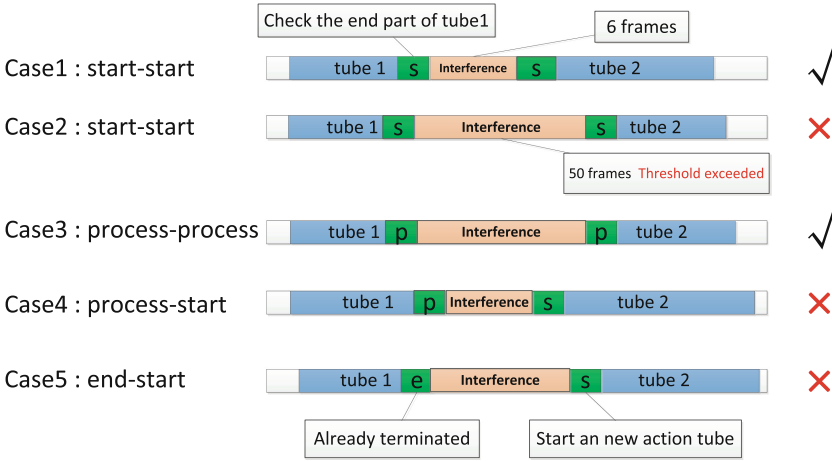 Check the end part of tube1
6 frames
Case1 : start-start
tube 1 s Interference s tube 2
Case2 : start-start
tube 1 s Interference s tube 2
50 frames Threshold exceeded
Case3 : process-process
tube 1 p Interference p tube 2
Case4 : process-start
tube 1 p Interference s tube 2
Case5 : end-start
tube 1 e Interference s tube 2
Already terminated
Start an new action tube